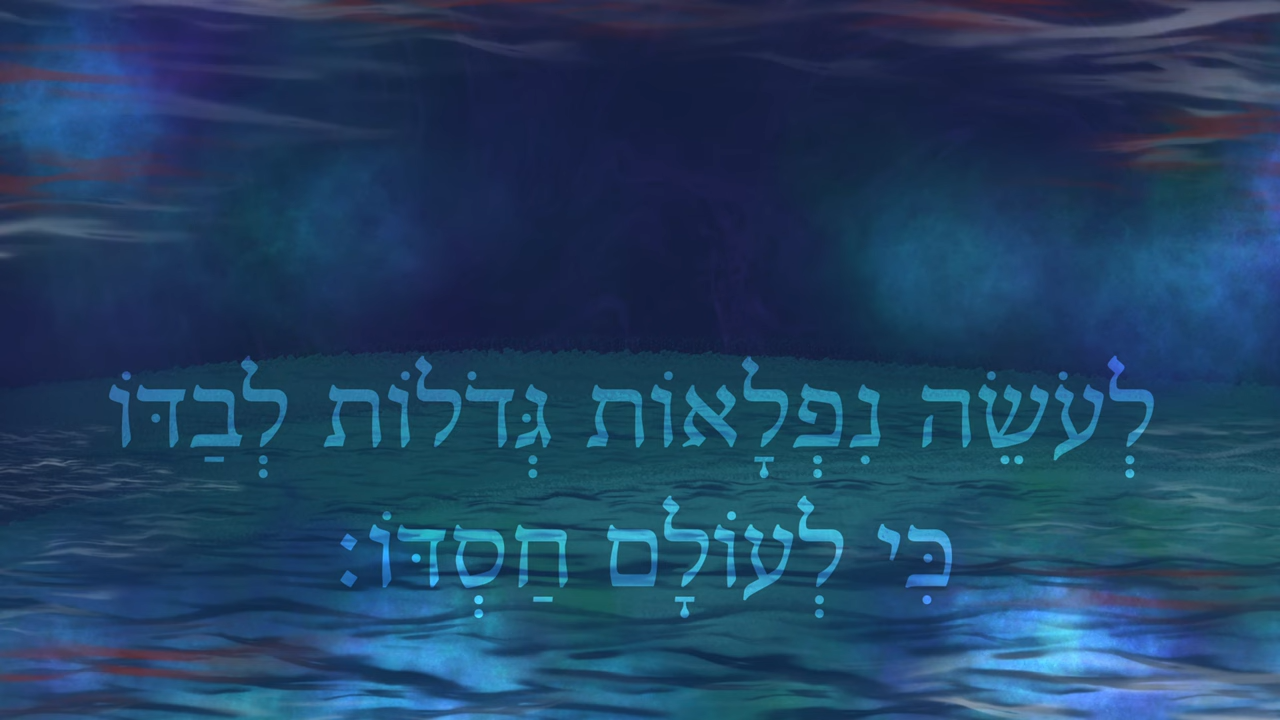 לְעֹשֵׂה נִפְלָאוֹת גְּדֹלוֹת לְבַדּוֹ
כִּי לְעוֹלָם חַסְדּוֹ: